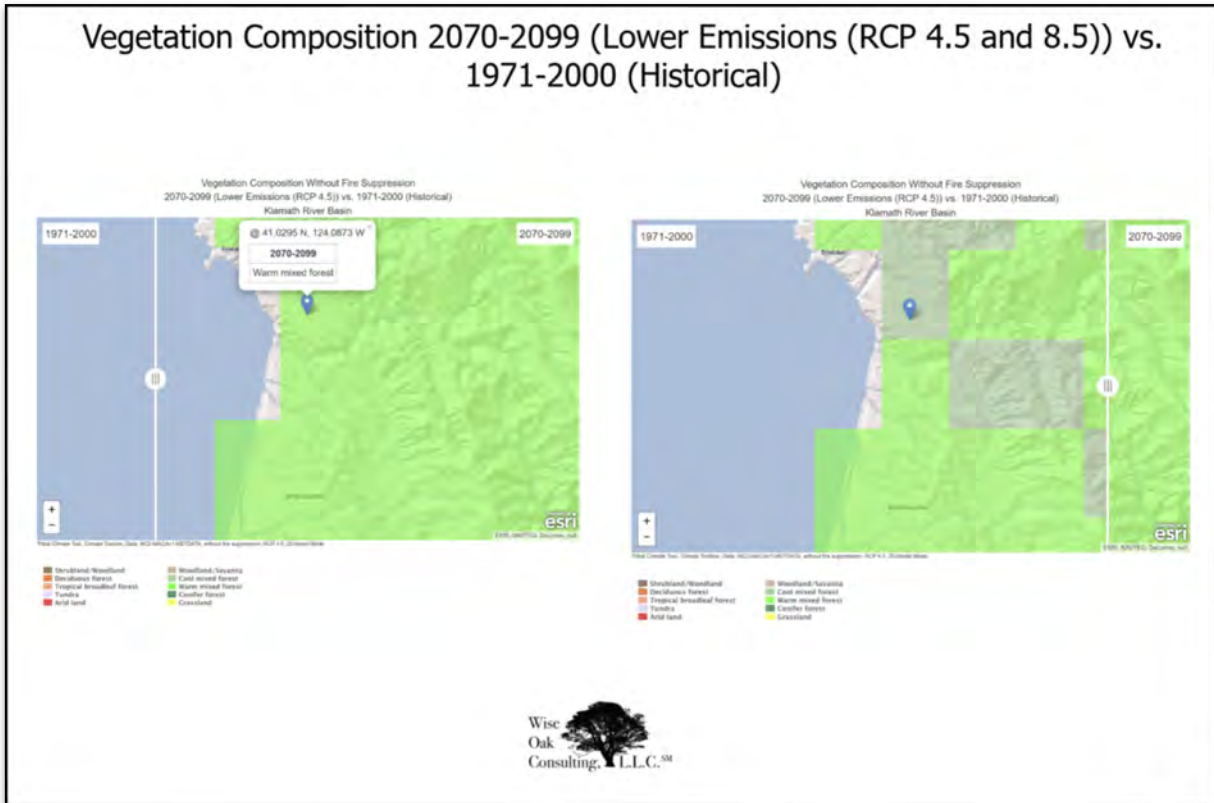 Vegetation Composition 2070-2099 (Lower Emissions (RCP 4.5 and 8.5)) vs.
1971-2000 (Historical)
Vegetation Composition Without Fire Suppression
2070-2099 (Lower Emissions (RCP 4.5)) vs. 1971-2000 (Historical)
Klamath River Basin
1971-2000
@ 41.0295 N, 124.0873 W
2070-2099
Warm mixed forest
2070-2099
+
−
esri
Shrubland/Woodland
Deciduous forest
Tropical broadleaf forest
Tundra
Arid land
Woodland/Savanna
Cool mixed forest
Warm mixed forest
Conifer forest
Grassland
Vegetation Composition Without Fire Suppression
2070-2099 (Lower Emissions (RCP 4.5)) vs. 1971-2000 (Historical)
Klamath River Basin
1971-2000
2070-2099
+
−
esri
Shrubland/Woodland
Deciduous forest
Tropical broadleaf forest
Tundra
Arid land
Woodland/Savanna
Cool mixed forest
Warm mixed forest
Conifer forest
Grassland
Wise
Oak
Consulting, L.L.C.℠